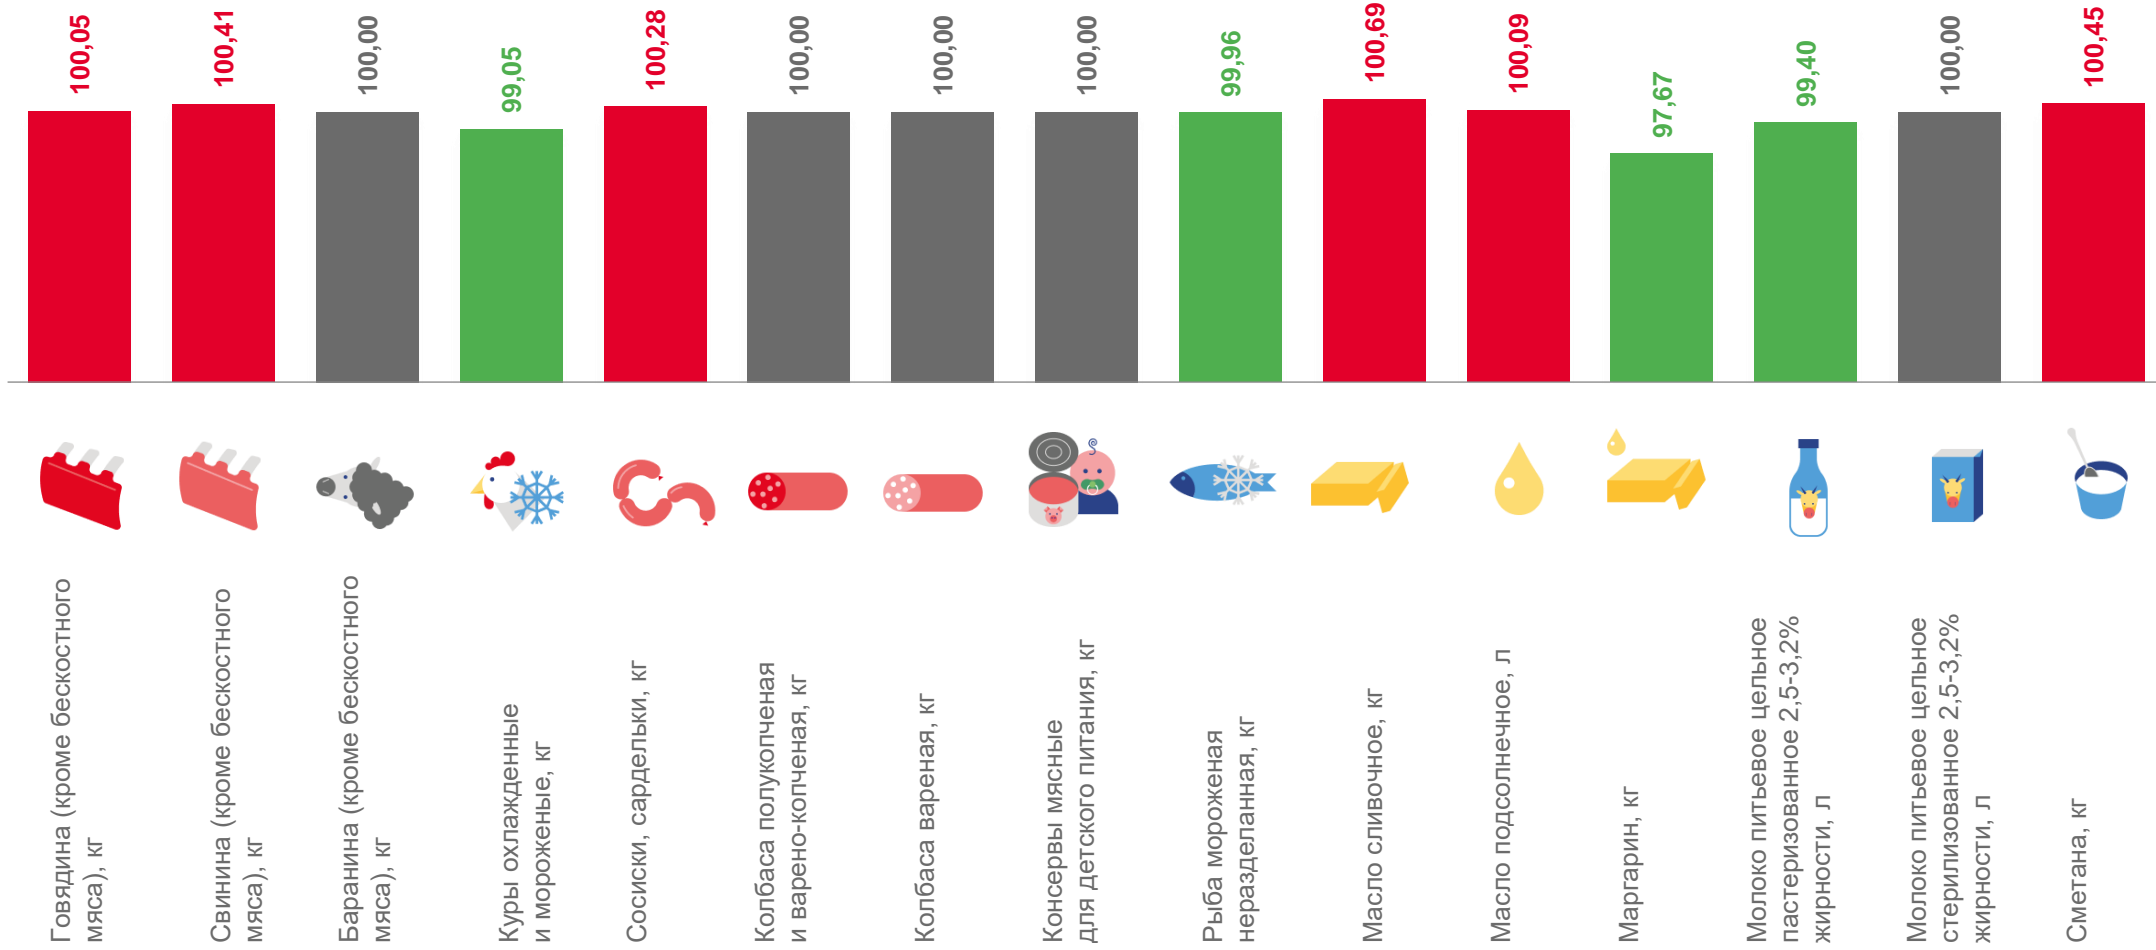 100,05
100,41
100,00
99,05
100,28
100,00
100,00
100,00
99,96
100,69
100,09
97,67
99,40
100,00
100,45
Говядина (кроме бескостного
мяса), кг
Свинина (кроме бескостного
мяса), кг
Баранина (кроме бескостного
мяса), кг
Куры охлажденные
и мороженые, кг
Сосиски, сардельки, кг
Колбаса полукопченая
и варено-копченая, кг
Колбаса вареная, кг
Консервы мясные
для детского питания, кг
Рыба мороженая
неразделанная, кг
Масло сливочное, кг
Масло подсолнечное, л
Маргарин, кг
Молоко питьевое цельное
пастеризованное 2,5-3,2%
жирности, л
Молоко питьевое цельное
стерилизованное 2,5-3,2%
жирности, л
Сметана, кг